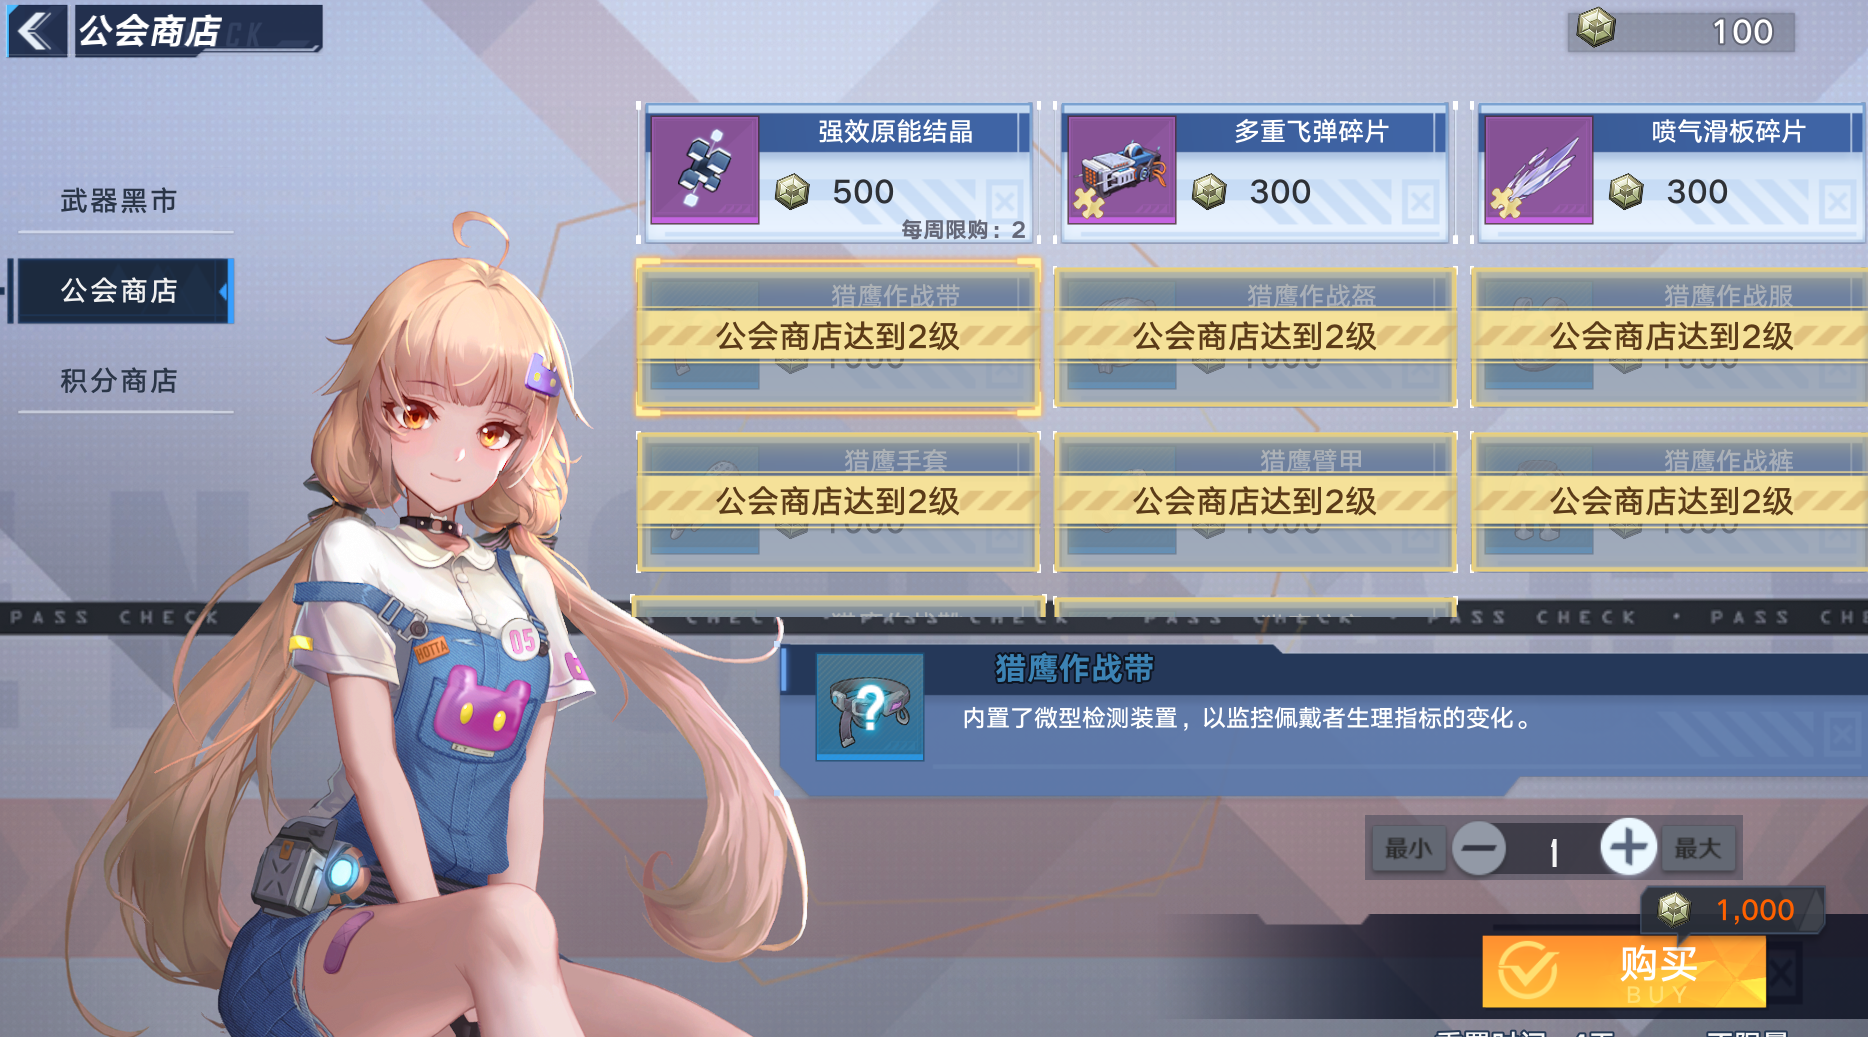 公会商店
100
武器黑市
公会商店
积分商店
强效原能结晶
500
每周限购：2
多重飞弹碎片
300
喷气滑板碎片
300
猎鹰作战带
公会商店达到2级
猎鹰作战盔
公会商店达到2级
猎鹰作战服
公会商店达到2级
猎鹰手套
公会商店达到2级
猎鹰臂甲
公会商店达到2级
猎鹰作战裤
公会商店达到2级
PASS CHECK
PASS CHECK
05
HOTTA
猎鹰作战带
?
内置了微型检测装置，以监控佩戴者生理指标的变化。
最小
1
最大
1,000
购买
BUY